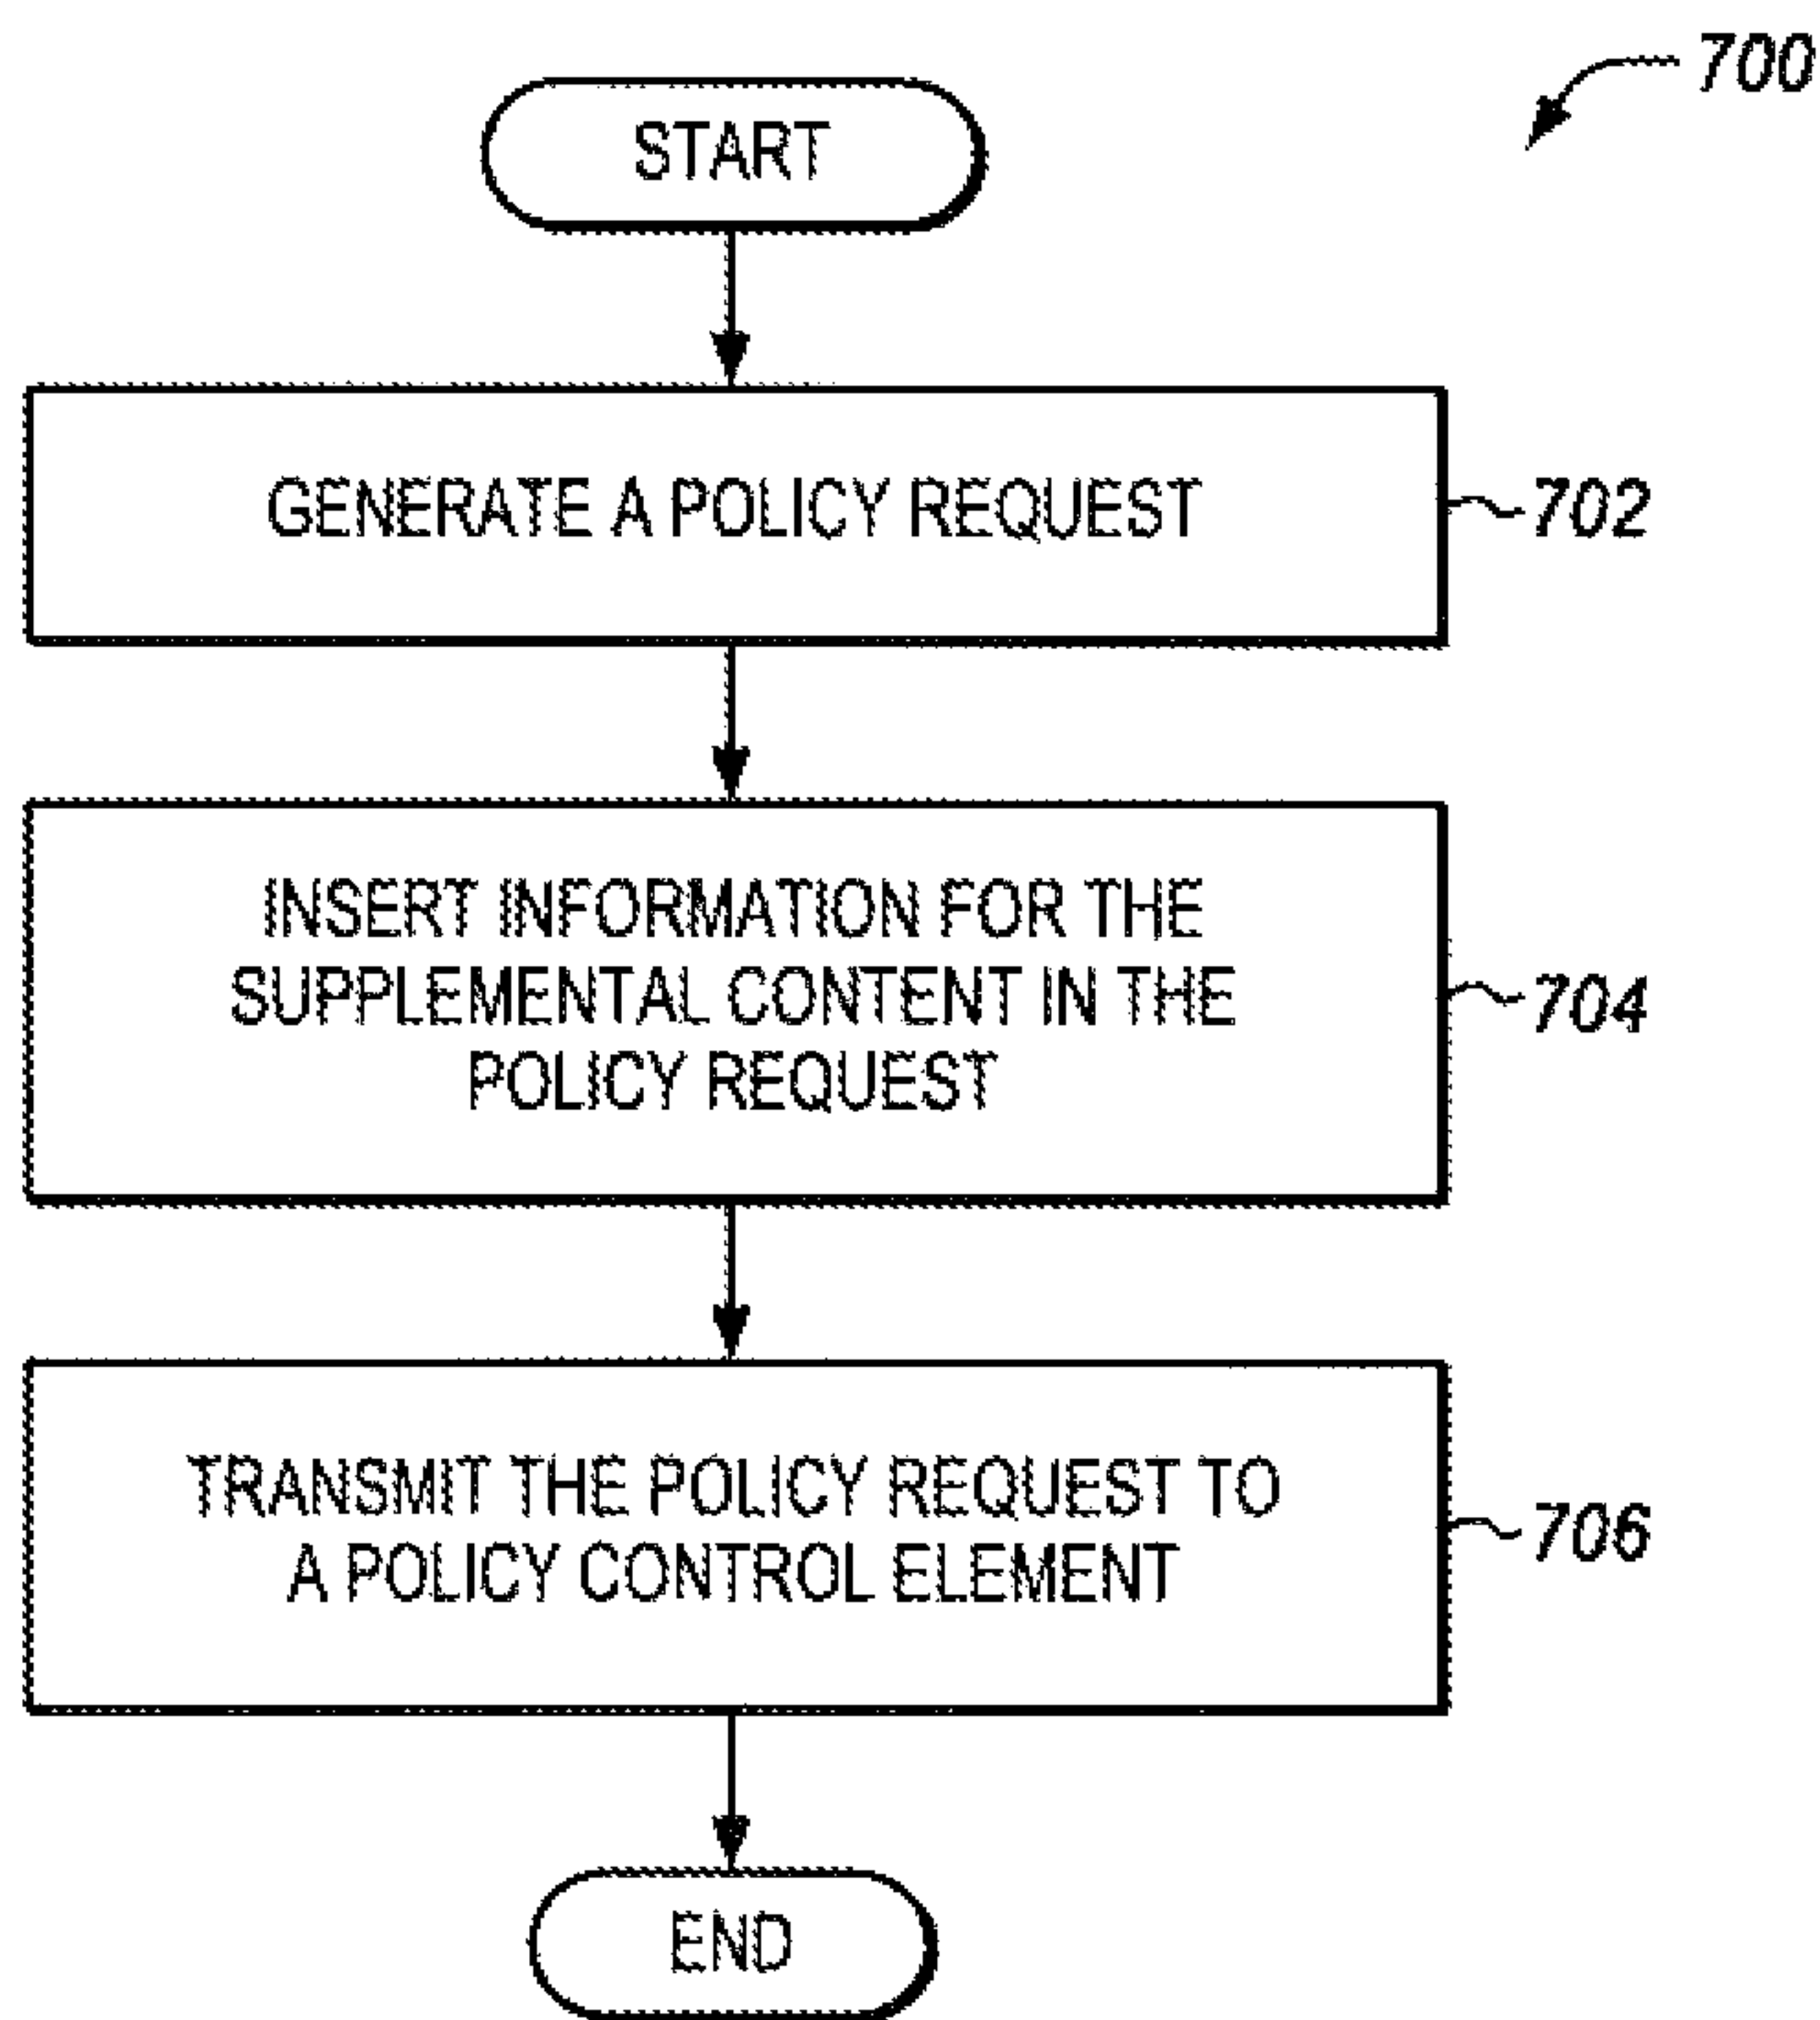 700
START
GENERATE A POLICY REQUEST
702
INSERT INFORMATION FOR THE
SUPPLEMENTAL CONTENT IN THE
POLICY REQUEST
704
TRANSMIT THE POLICY REQUEST TO
A POLICY CONTROL ELEMENT
706
END